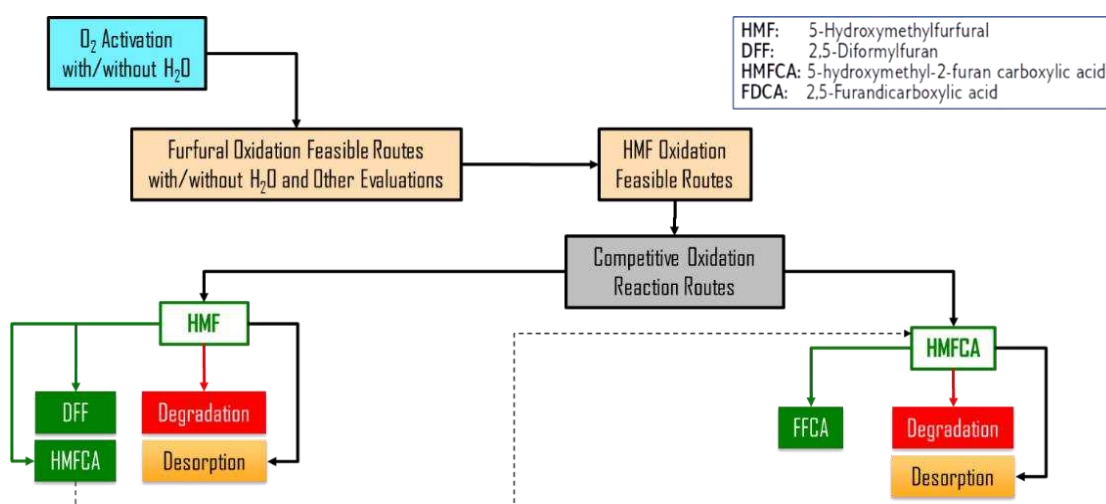 O₂ Activation
with/without H₂O
HMF: 5-Hydroxymethylfurfural
DFF: 2,5-Diformylfuran
HMFCA: 5-hydroxymethyl-2-furan carboxylic acid
FDCA: 2,5-Furandicarboxylic acid
Furfural Oxidation Feasible Routes
with/without H₂O and Other Evaluations
HMF Oxidation
Feasible Routes
Competitive Oxidation
Reaction Routes
HMF
HMFCA
DFF
Degradation
HMFCA
Desorption
FFCA
Degradation
Desorption